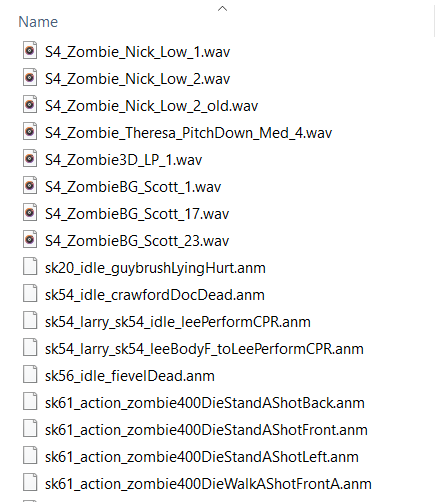 Name
S4_Zombie_Nick_Low_1.wav
S4_Zombie_Nick_Low_2.wav
S4_Zombie_Nick_Low_2_old.wav
S4_Zombie_Theresa_PitchDown_Med_4.wav
S4_Zombie3D_LP_1.wav
S4_ZombieBG_Scott_1.wav
S4_ZombieBG_Scott_17.wav
S4_ZombieBG_Scott_23.wav
sk20_idle_guybrushLyingHurt.anm
sk54_idle_crawfordDocDead.anm
sk54_larry_sk54_idle_leePerformCPR.anm
sk54_larry_sk54_leeBodyF_toLeePerformCPR.anm
sk56_idle_fievelDead.anm
sk61_action_zombie400DieStandAShotBack.anm
sk61_action_zombie400DieStandAShotFront.anm
sk61_action_zombie400DieStandAShotLeft.anm
sk61_action_zombie400DieWalkAShotFrontA.anm